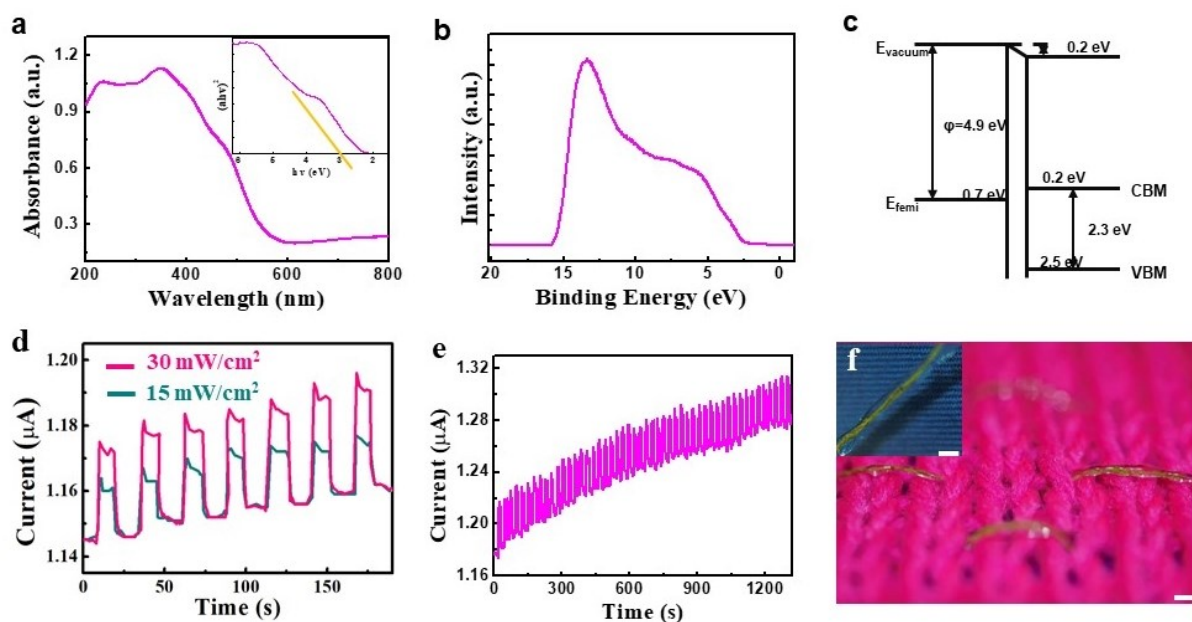 a
Absorbance (a.u.)
1.2
0.9
0.6
0.3
200 400 600 800
Wavelength (nm)
(ahv)²
6 4 3 2
hν (eV)
b
Intensity (a.u.)
20 15 10 5 0
Binding Energy (eV)
c
Evacuum
0.2 eV
φ=4.9 eV
0.2 eV
0.7 eV
CBM
Efemi
2.3 eV
2.5 eV
VBM
d
30 mW/cm²
15 mW/cm²
Current (μA)
1.20
1.18
1.16
1.14
0 50 100 150
Time (s)
e
Current (μA)
1.32
1.28
1.24
1.20
1.16
0 300 600 900 1200
Time (s)
f